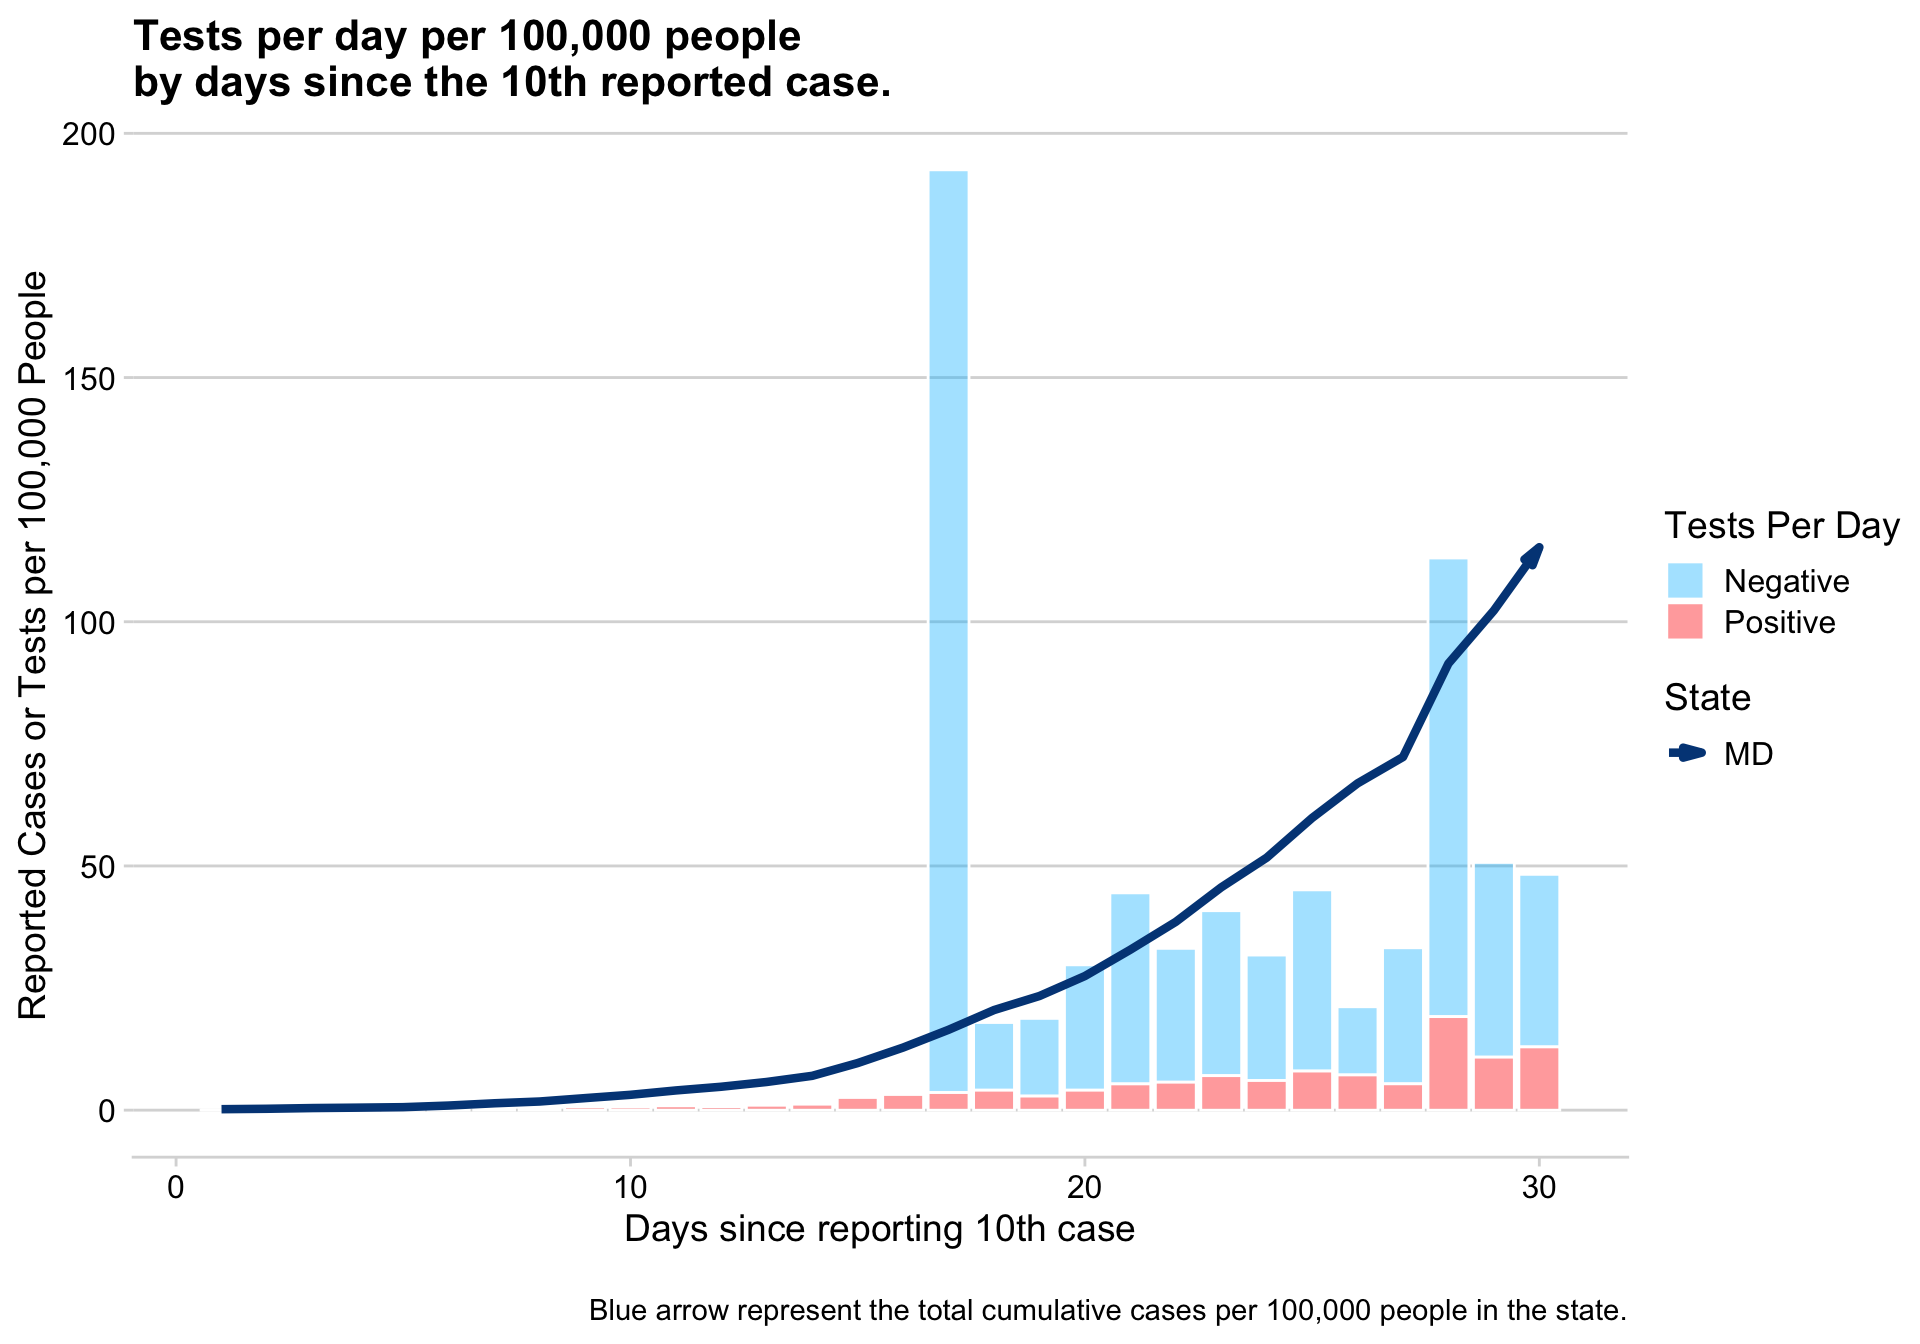 Tests per day per 100,000 people
by days since the 10th reported case.
Reported Cases or Tests per 100,000 People
200
150
100
50
0
0
10
20
30
Days since reporting 10th case
Tests Per Day
Negative
Positive
State
MD
Blue arrow represent the total cumulative cases per 100,000 people in the state.